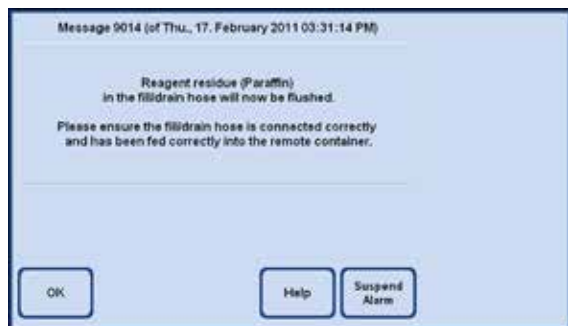 Message 9014 (of Thu., 17. February 2011 03:31:14 PM)
Reagent residue (Paraffin)
in the fill/drain hose will now be flushed.
Please ensure the fill/drain hose is connected correctly
and has been fed correctly into the remote container.
OK
Help
Suspend
Alarm